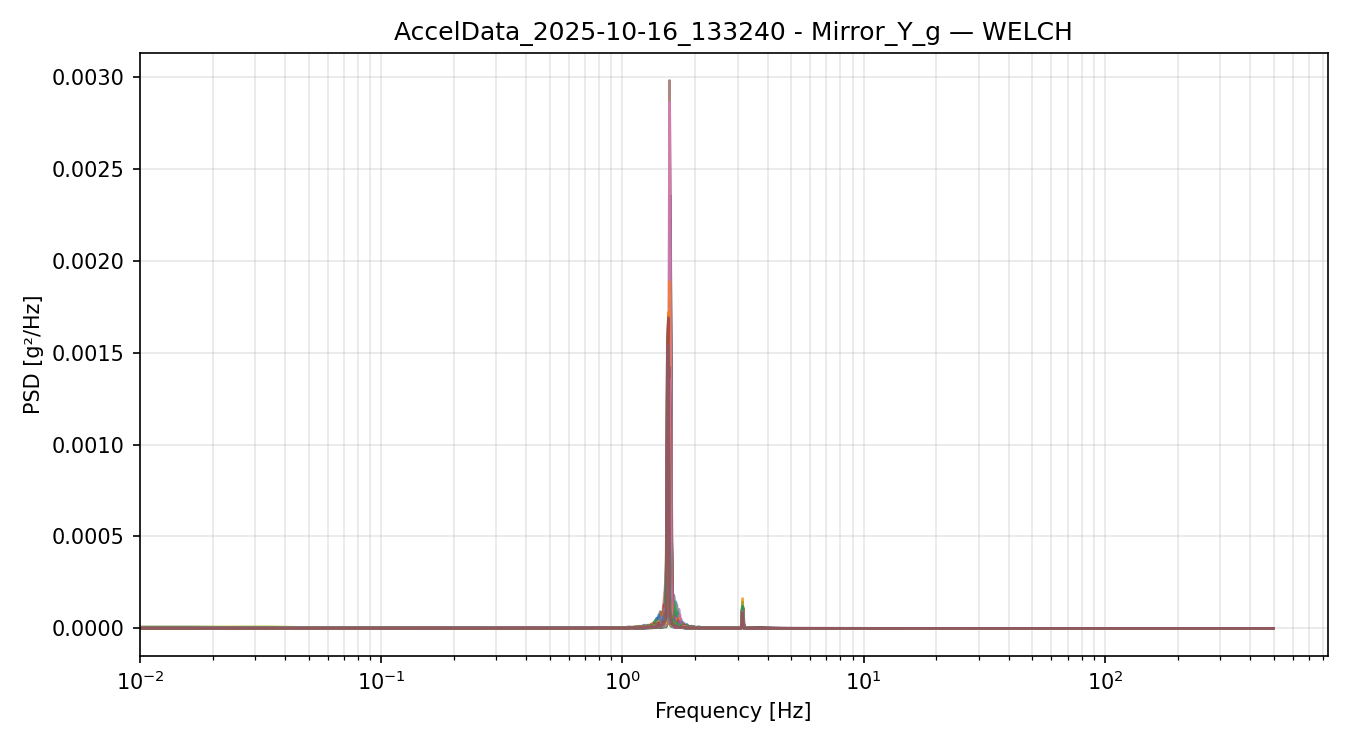 AccelData_2025-10-16_133240 - Mirror_Y_g — WELCH
PSD [g²/Hz]
0.0030
0.0025
0.0020
0.0015
0.0010
0.0005
0.0000
10⁻² 10⁻¹ 10⁰ 10¹ 10²
Frequency [Hz]